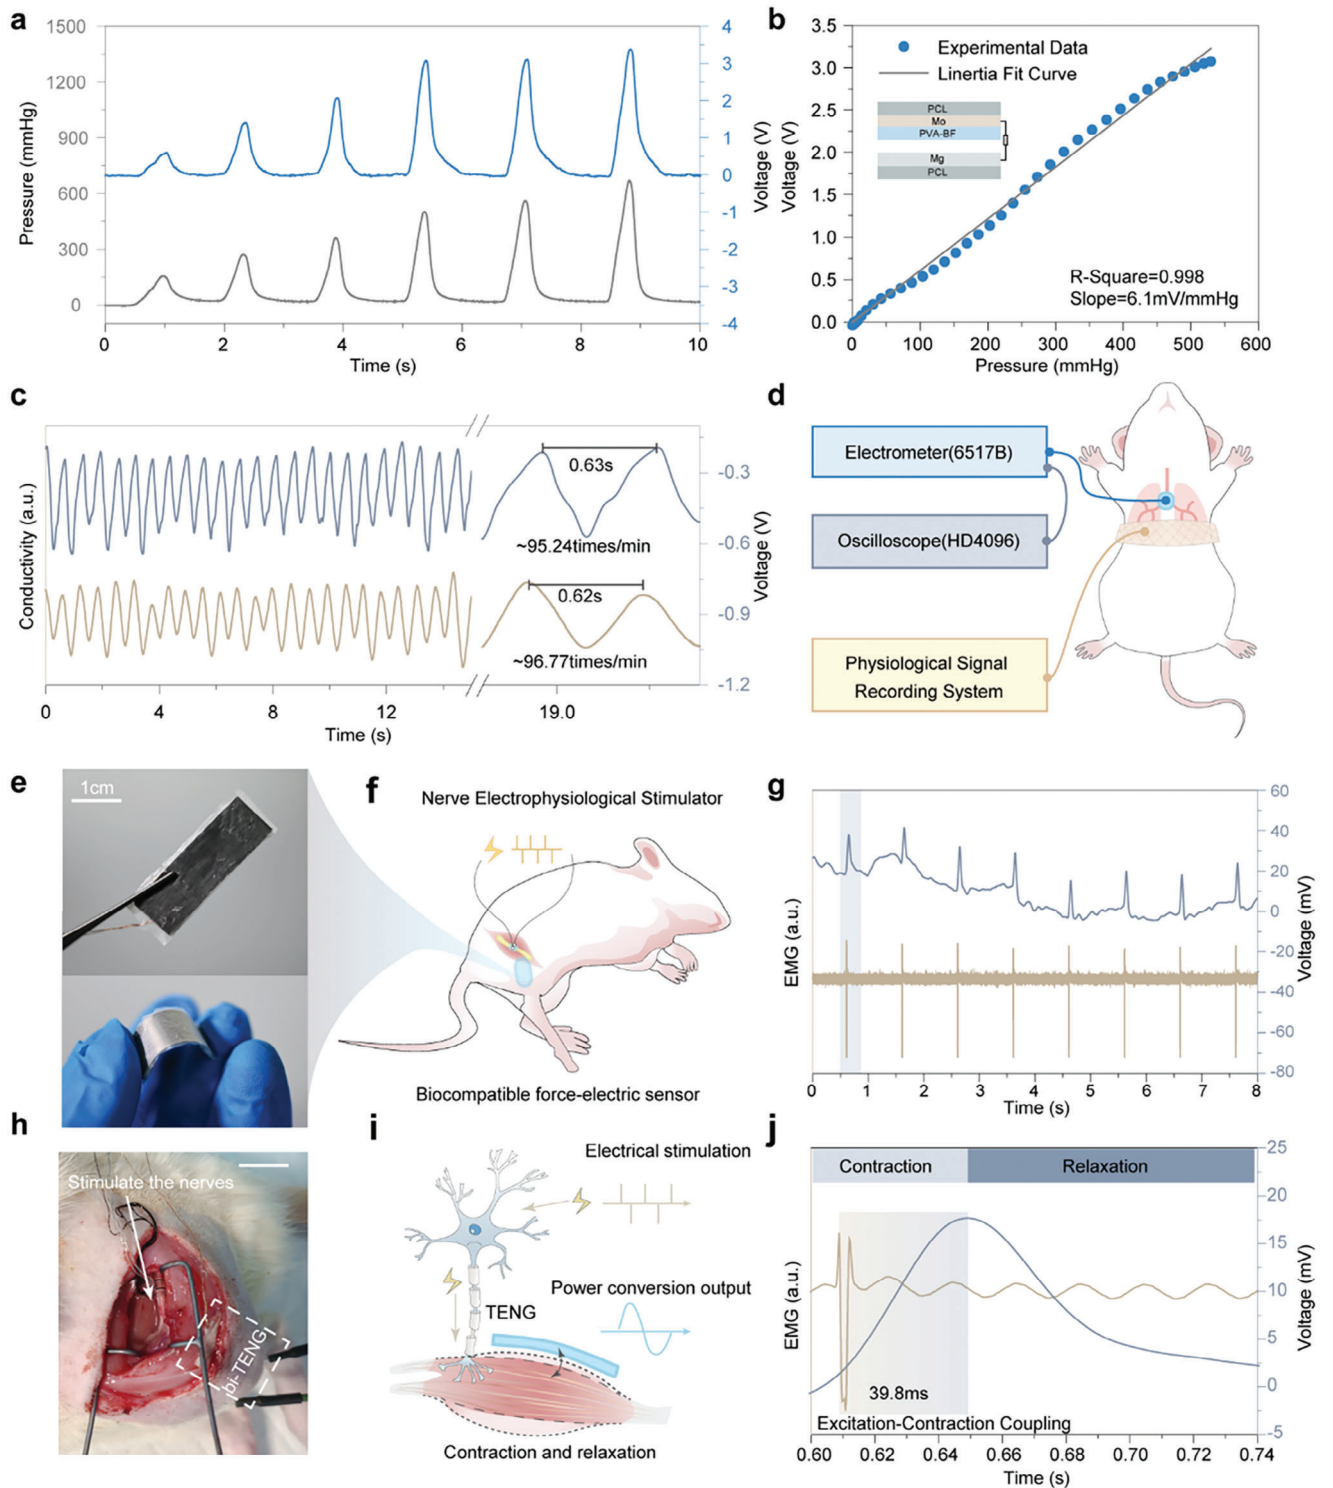 a
1500
1200
900
600
300
0
Pressure (mmHg)
4
3
2
1
0
-1
-2
-3
-4
Voltage (V)
0
2
4
6
8
10
Time (s)
b
3.5
3.0
2.5
2.0
1.5
1.0
0.5
0.0
Voltage (V)
Experimental Data
Linertia Fit Curve
PCL
Mo
PVA-BF
Mg
PCL
R-Square=0.998
Slope=6.1mV/mmHg
0
100
200
300
400
500
600
Pressure (mmHg)
c
Conductivity (a.u.)
0.63s
~95.24times/min
0.62s
~96.77times/min
-0.3
-0.6
-0.9
-1.2
Voltage (V)
0
4
8
12
19.0
Time (s)
d
Electrometer(6517B)
Oscilloscope(HD4096)
Physiological Signal
Recording System
e
1cm
f
Nerve Electrophysiological Stimulator
Biocompatible force-electric sensor
g
EMG (a.u.)
60
40
20
0
-20
-40
-60
-80
Voltage (mV)
0
1
2
3
4
5
6
7
8
Time (s)
h
Stimulate the nerves
bi-TENG
i
Electrical stimulation
Power conversion output
TENG
Contraction and relaxation
j
Contraction
Relaxation
EMG (a.u.)
39.8ms
Excitation-Contraction Coupling
25
20
15
10
5
0
-5
Voltage (mV)
0.60
0.62
0.64
0.66
0.68
0.70
0.72
0.74
Time (s)